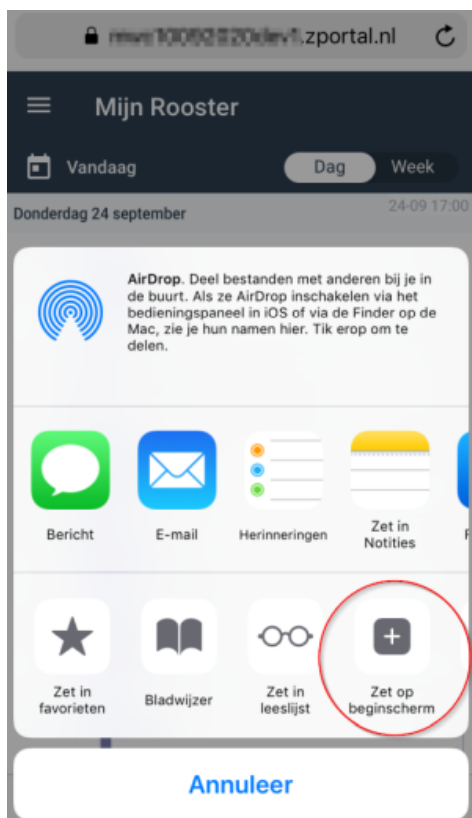 .zportal.nl
Mijn Rooster
Vandaag
Dag
Week
Donderdag 24 september
24-09 17:00
AirDrop. Deel bestanden met anderen bij je in
de buurt. Als ze AirDrop inschakelen via het
bedieningspaneel in iOS of via de Finder op de
Mac, zie je hun namen hier. Tik erop om te
delen.
Bericht
E-mail
Herinneringen
Zet in
Notities
Zet in
favorieten
Bladwijzer
Zet in
leeslijst
Zet op
beginscherm
Annuleer